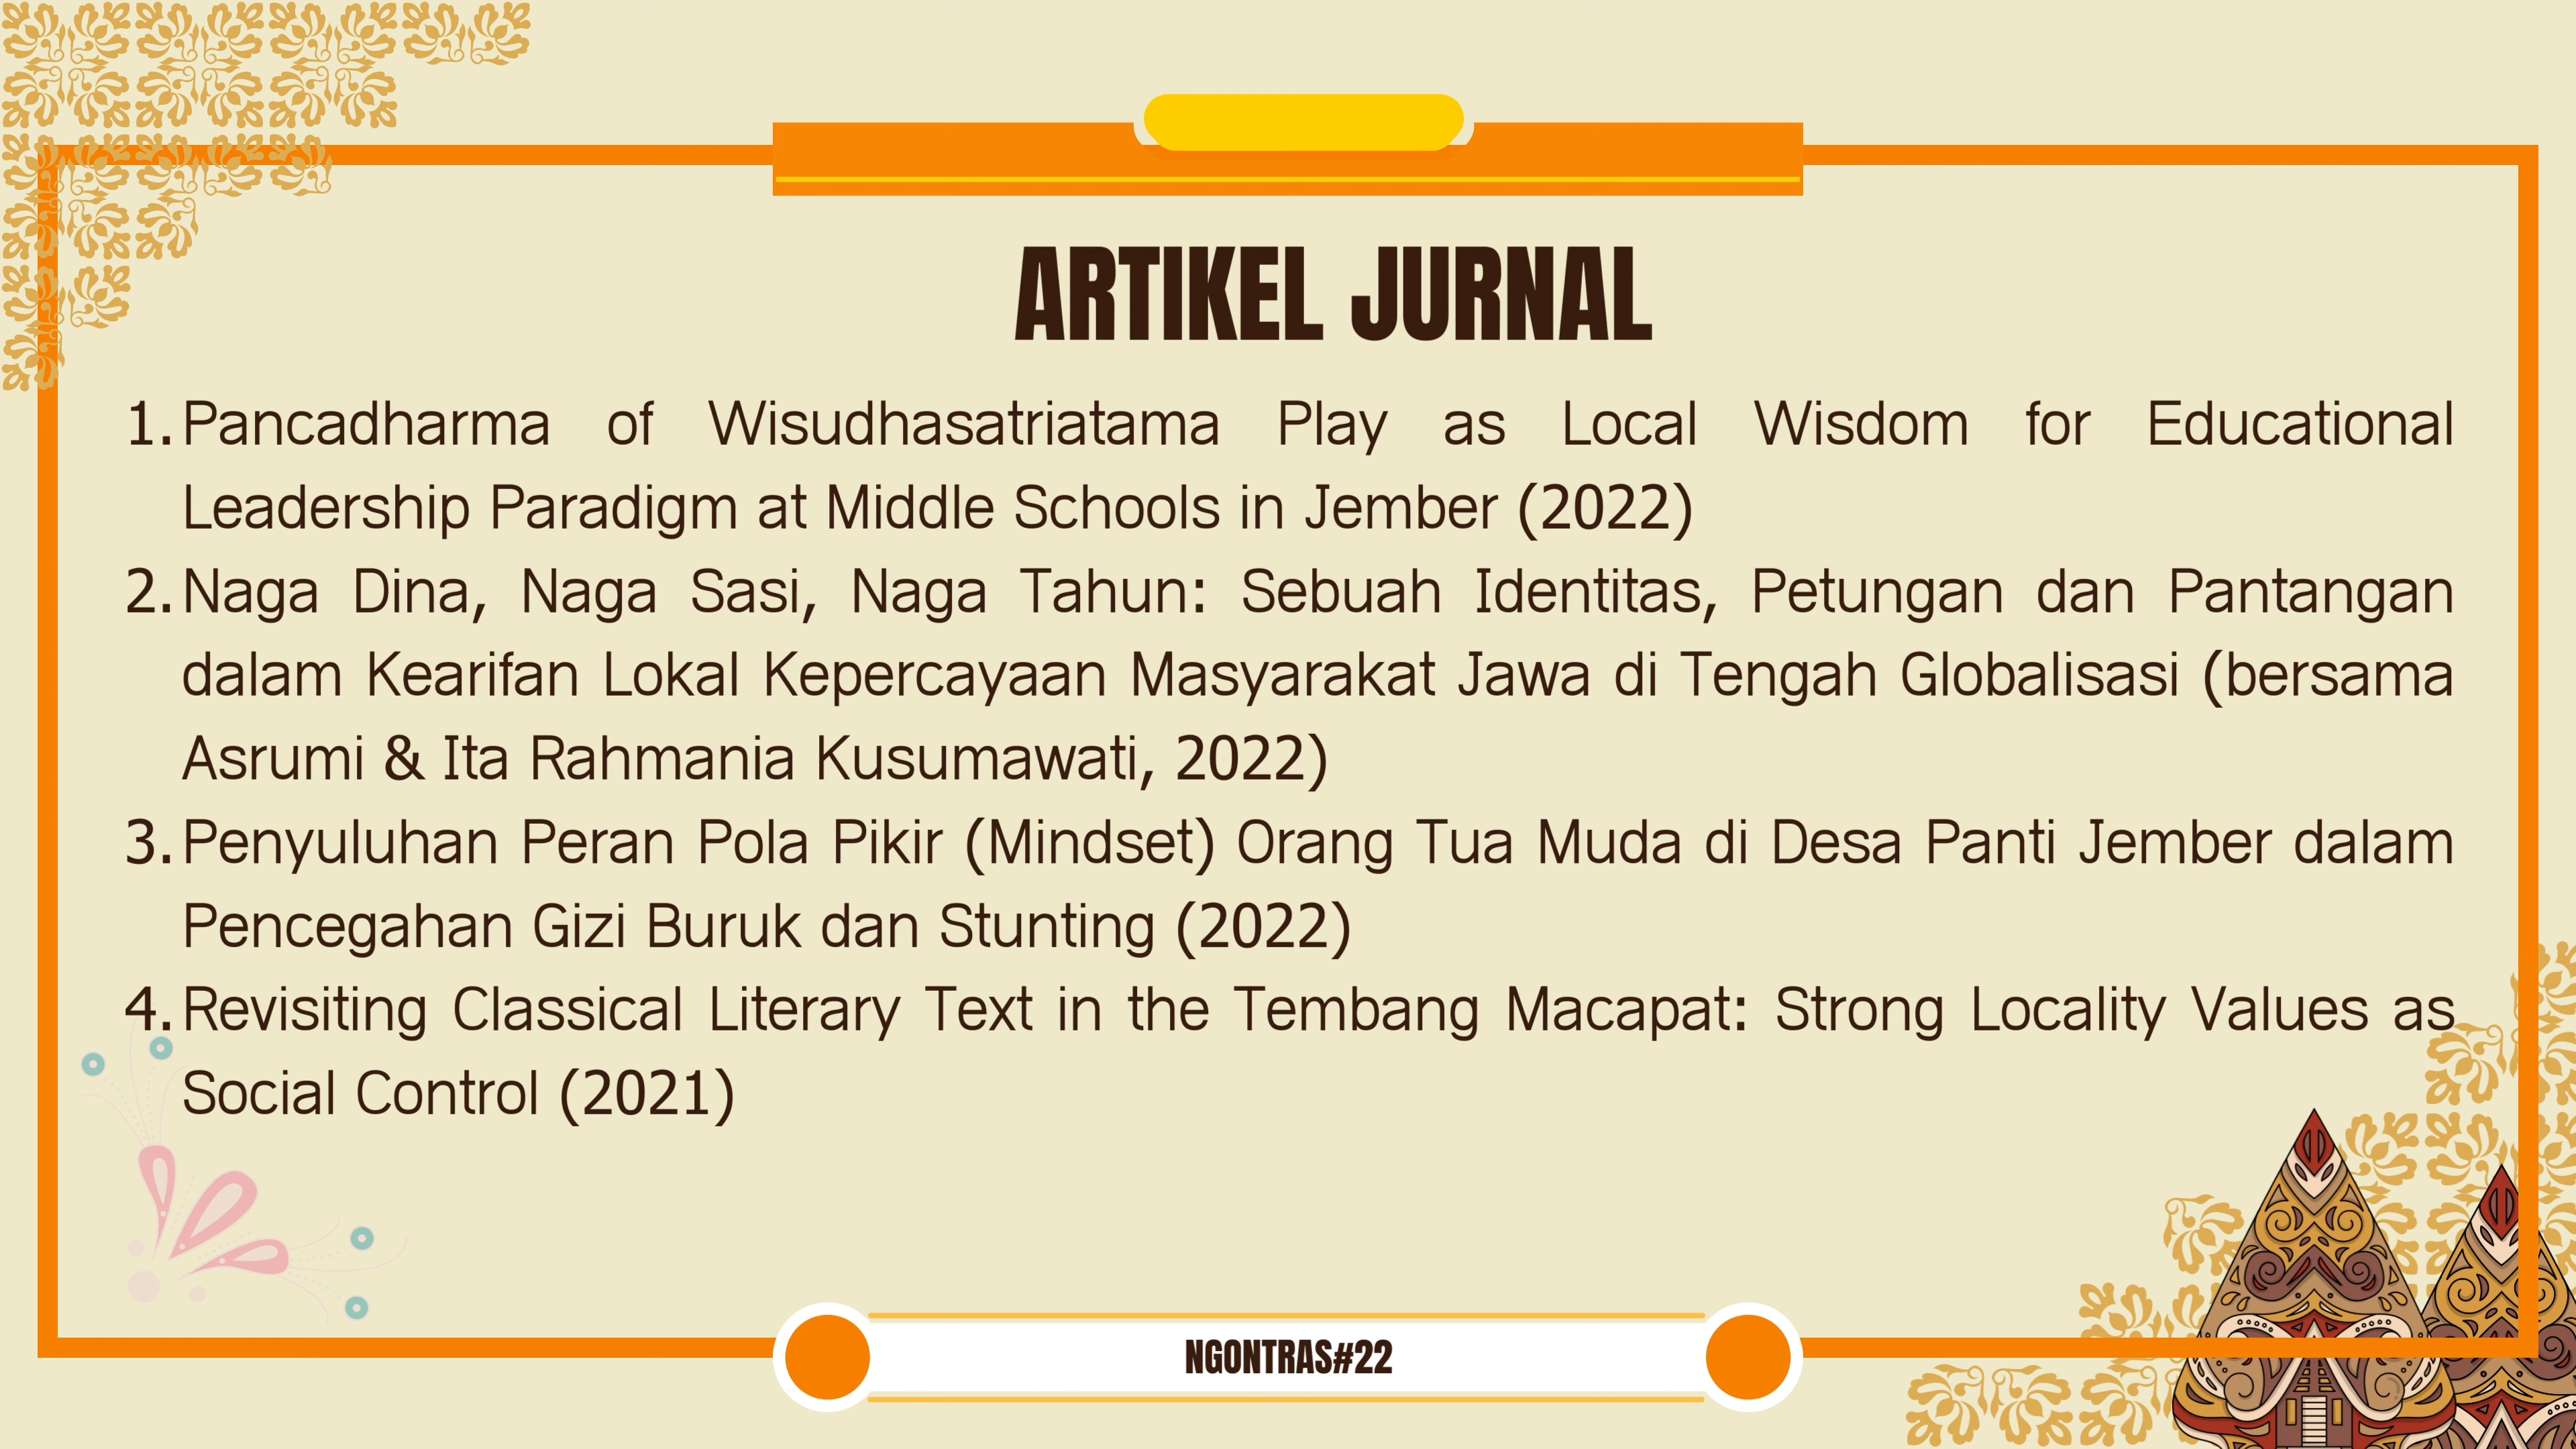 ARTIKEL JURNAL
1. Pancadharma of Wisudhasatriatama Play as Local Wisdom for Educational
Leadership Paradigm at Middle Schools in Jember (2022)
2. Naga Dina, Naga Sasi, Naga Tahun: Sebuah Identitas, Petungan dan Pantangan
dalam Kearifan Lokal Kepercayaan Masyarakat Jawa di Tengah Globalisasi (bersama
Asrumi & Ita Rahmania Kusumawati, 2022)
3. Penyuluhan Peran Pola Pikir (Mindset) Orang Tua Muda di Desa Panti Jember dalam
Pencegahan Gizi Buruk dan Stunting (2022)
4. Revisiting Classical Literary Text in the Tembang Macapat: Strong Locality Values as
Social Control (2021)
NGONTRAS#22